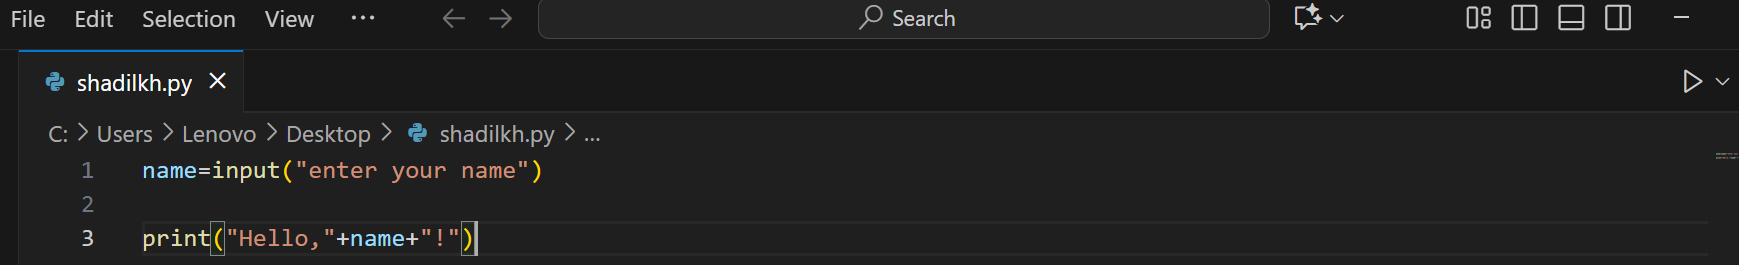 File Edit Selection View ... Search
shadilkh.py
C: > Users > Lenovo > Desktop > shadilkh.py > ...
1 name=input("enter your name")
2
3 print("Hello,"+name+"!")